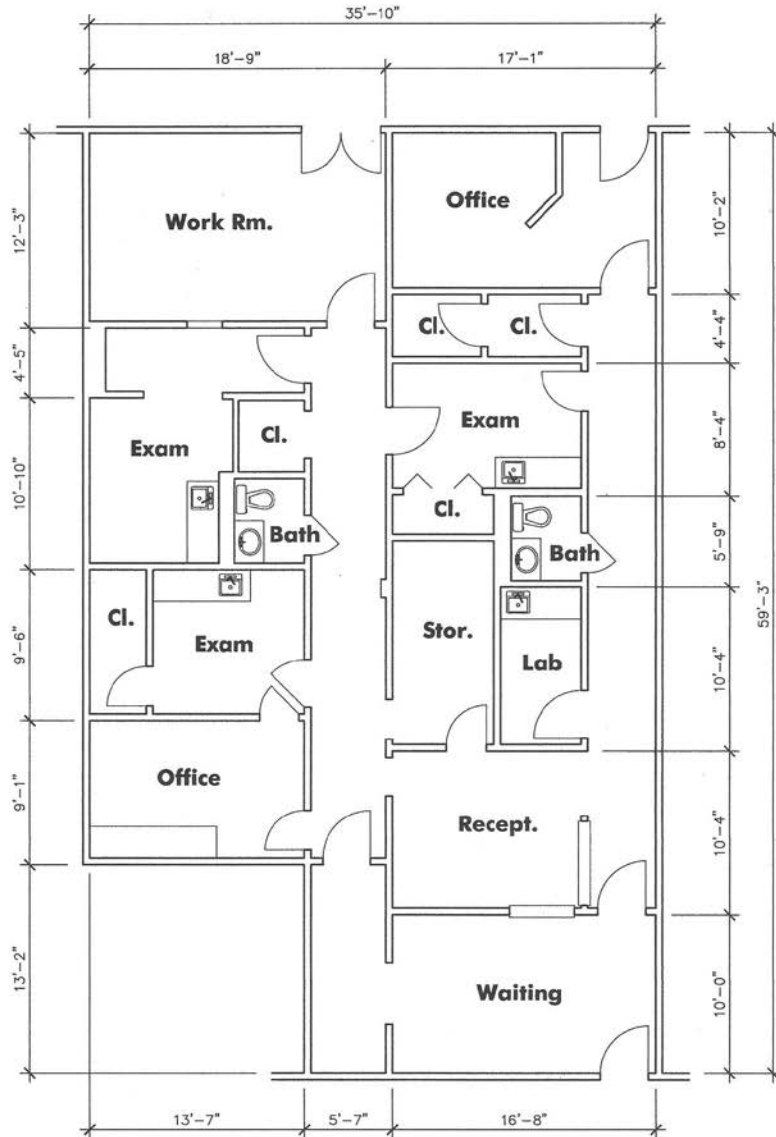 35'-10"
18'-9"
17'-1"
12'-3"
Work Rm.
Office
10'-2"
4'-5"
Cl.
Cl.
4'-4"
10'-10"
Exam
Cl.
Exam
8'-4"
Cl.
Bath
Bath
5'-9"
59'-3"
9'-6"
Cl.
Exam
Stor.
Lab
10'-4"
9'-1"
Office
Recept.
10'-4"
13'-2"
Waiting
10'-0"
13'-7"
5'-7"
16'-8"